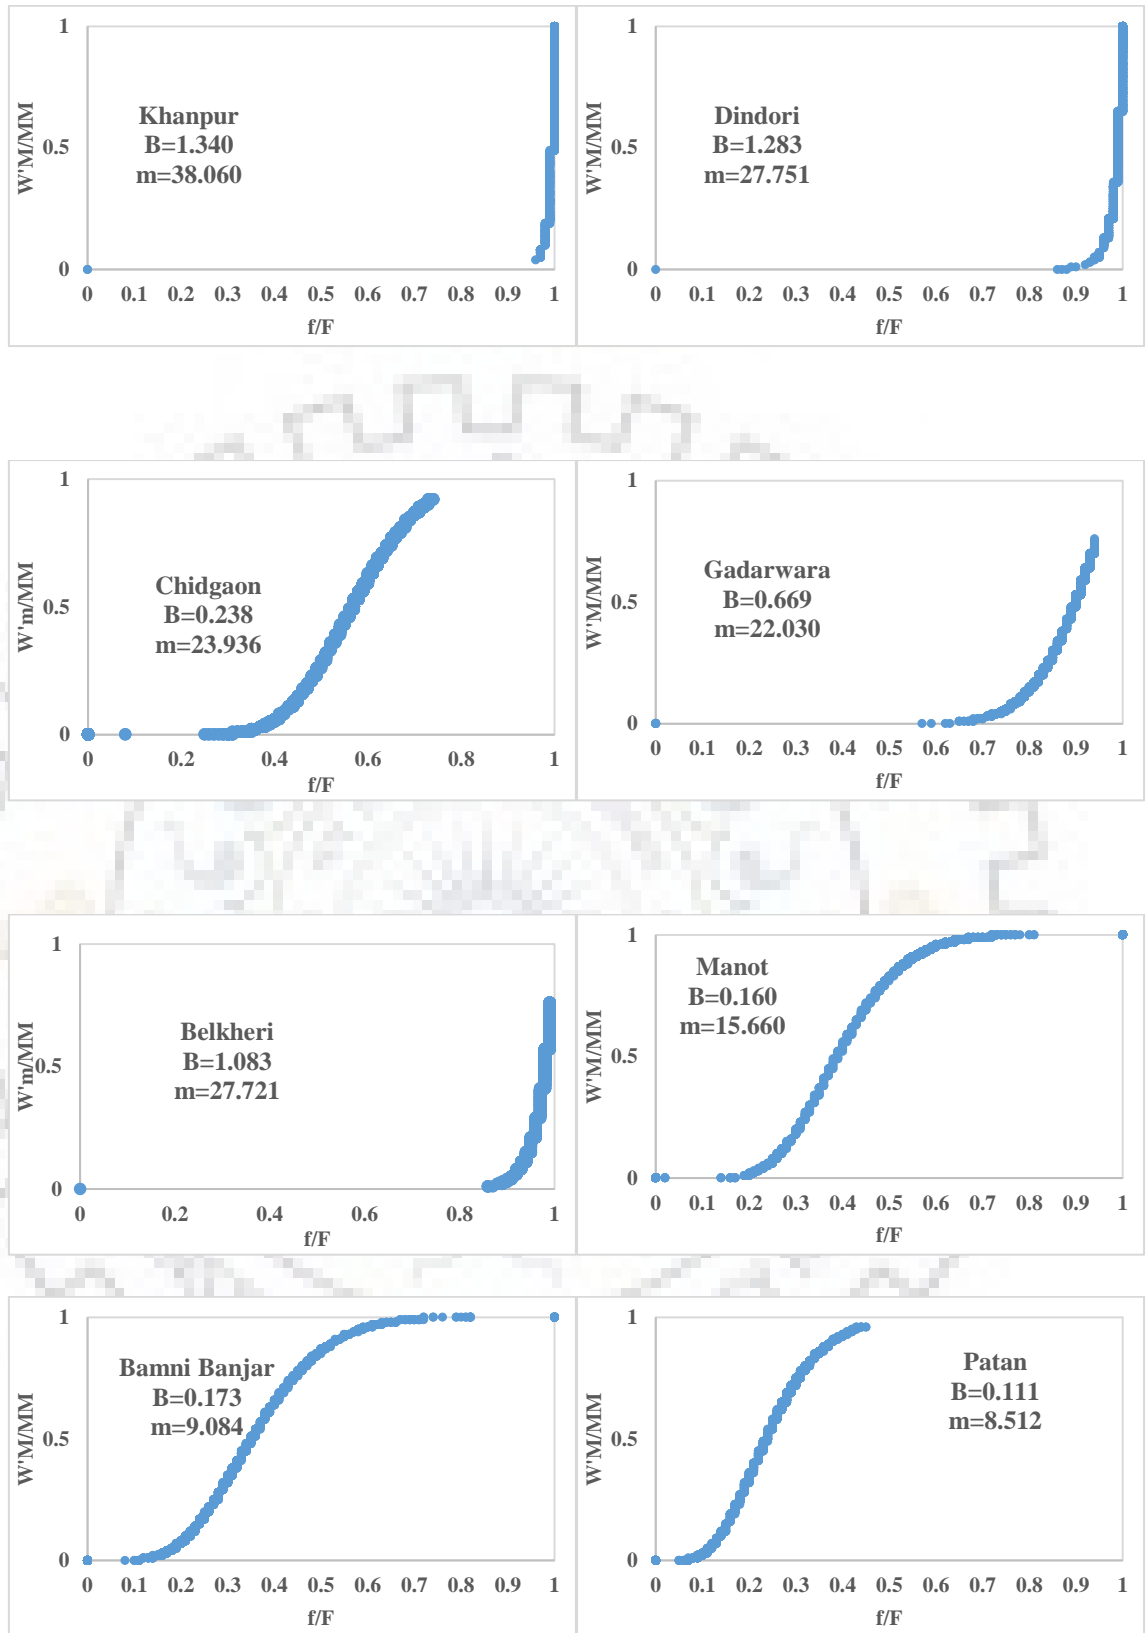 1
W'M/MM
0.5
0
Khanpur
B=1.340
m=38.060
0 0.1 0.2 0.3 0.4 0.5 0.6 0.7 0.8 0.9 1
f/F
1
W'M/MM
0.5
0
Dindori
B=1.283
m=27.751
0 0.1 0.2 0.3 0.4 0.5 0.6 0.7 0.8 0.9 1
f/F
1
W'm/MM
0.5
0
Chidgaon
B=0.238
m=23.936
0 0.2 0.4 0.6 0.8 1
f/F
1
W'M/MM
0.5
0
Gadarwara
B=0.669
m=22.030
0 0.1 0.2 0.3 0.4 0.5 0.6 0.7 0.8 0.9 1
f/F
1
W'm/MM
0.5
0
Belkheri
B=1.083
m=27.721
0 0.2 0.4 0.6 0.8 1
f/F
1
W'M/MM
0.5
0
Manot
B=0.160
m=15.660
0 0.1 0.2 0.3 0.4 0.5 0.6 0.7 0.8 0.9 1
f/F
1
W'M/MM
0.5
0
Bamni Banjar
B=0.173
m=9.084
0 0.1 0.2 0.3 0.4 0.5 0.6 0.7 0.8 0.9 1
f/F
1
W'M/MM
0.5
0
Patan
B=0.111
m=8.512
0 0.1 0.2 0.3 0.4 0.5 0.6 0.7 0.8 0.9 1
f/F